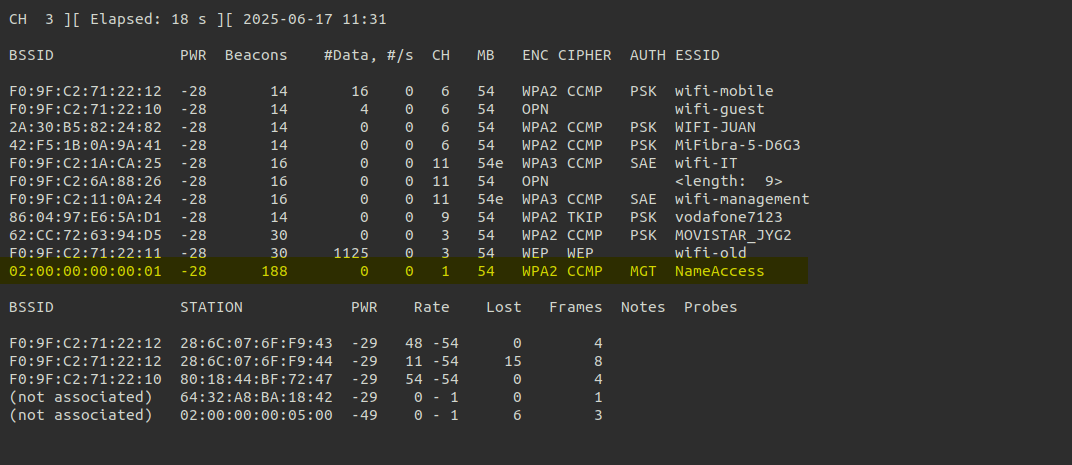 CH  3 ][ Elapsed: 18 s ][ 2025-06-17 11:31
BSSID              PWR  Beacons    #Data, #/s  CH   MB   ENC CIPHER  AUTH ESSID
F0:9F:C2:71:22:12  -28       14       16    0   6   54   WPA2 CCMP   PSK  wifi-mobile
F0:9F:C2:71:22:10  -28       14        4    0   6   54   OPN              wifi-guest
2A:30:B5:82:24:82  -28       14        0    0   6   54   WPA2 CCMP   PSK  WIFI-JUAN
42:F5:1B:0A:9A:41  -28       14        0    0   6   54   WPA2 CCMP   PSK  MiFibra-5-D6G3
F0:9F:C2:1A:CA:25  -28       16        0    0  11   54e  WPA3 CCMP   SAE  wifi-IT
F0:9F:C2:6A:88:26  -28       16        0    0  11   54   OPN              <length:  9>
F0:9F:C2:11:0A:24  -28       16        0    0  11   54e  WPA3 CCMP   SAE  wifi-management
86:04:97:E6:5A:D1  -28       14        0    0   9   54   WPA2 TKIP   PSK  vodafone7123
62:CC:72:63:94:D5  -28       30        0    0   3   54   WPA2 CCMP   PSK  MOVISTAR_JYG2
F0:9F:C2:71:22:11  -28       30     1125    0   3   54   WEP  WEP         wifi-old
02:00:00:00:00:01  -28      188        0    0   1   54   WPA2 CCMP   MGT  NameAccess
BSSID              STATION            PWR    Rate    Lost   Frames  Notes  Probes
F0:9F:C2:71:22:12  28:6C:07:6F:F9:43  -29   48 -54      0        4
F0:9F:C2:71:22:12  28:6C:07:6F:F9:44  -29   11 -54     15        8
F0:9F:C2:71:22:10  80:18:44:BF:72:47  -29   54 -54      0        4
(not associated)   64:32:A8:BA:18:42  -29    0 - 1      0        1
(not associated)   02:00:00:00:05:00  -49    0 - 1      6        3